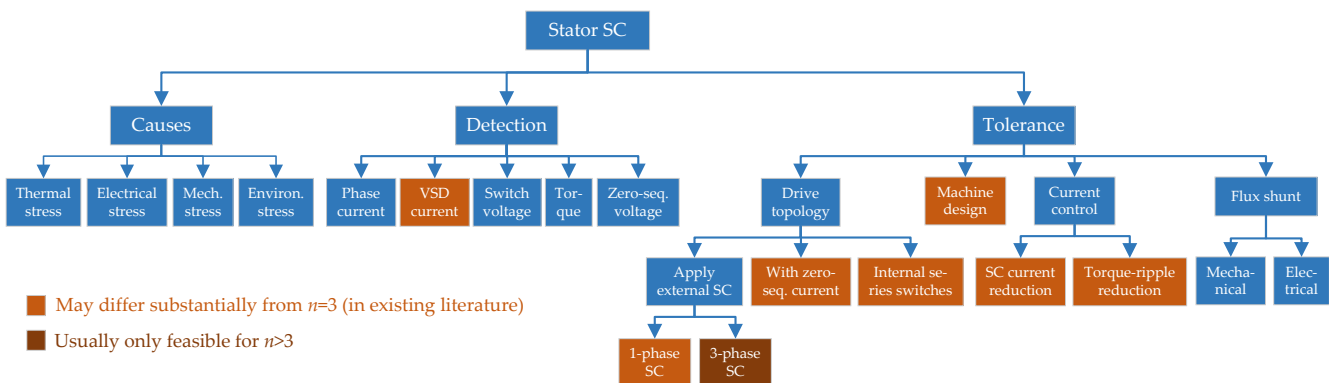 Stator SC
Causes
Detection
Tolerance
Thermal
stress
Electrical
stress
Mech.
stress
Environ.
stress
Phase
current
VSD
current
Switch
voltage
Tor-
que
Zero-seq.
voltage
Drive
topology
Machine
design
Current
control
Flux shunt
Apply
external SC
With zero-
seq. current
Internal se-
ries switches
SC current
reduction
Torque-ripple
reduction
Mecha-
nical
Elec-
trical
1-phase
SC
3-phase
SC
May differ substantially from n=3 (in existing literature)
Usually only feasible for n>3